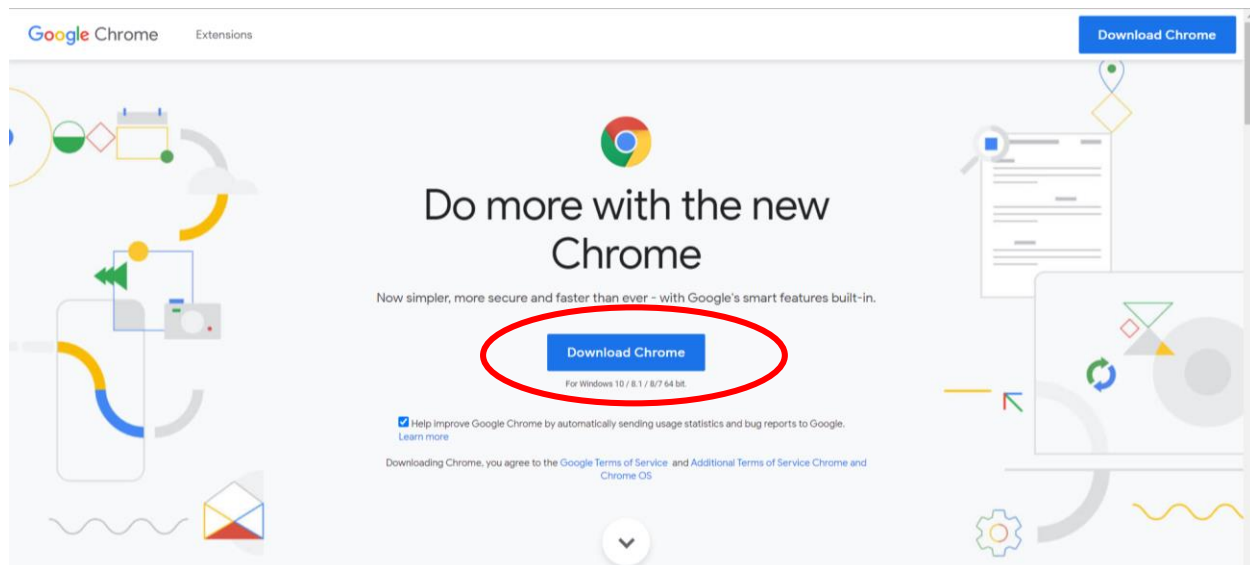 Google Chrome Extensions Download Chrome
Do more with the new
Chrome
Now simpler, more secure and faster than ever - with Google's smart features built-in.
Download Chrome
For Windows 10 / 8.1 / 8/7 64 bit.
Help improve Google Chrome by automatically sending usage statistics and bug reports to Google.
Learn more
Downloading Chrome, you agree to the Google Terms of Service and Additional Terms of Service Chrome and
Chrome OS